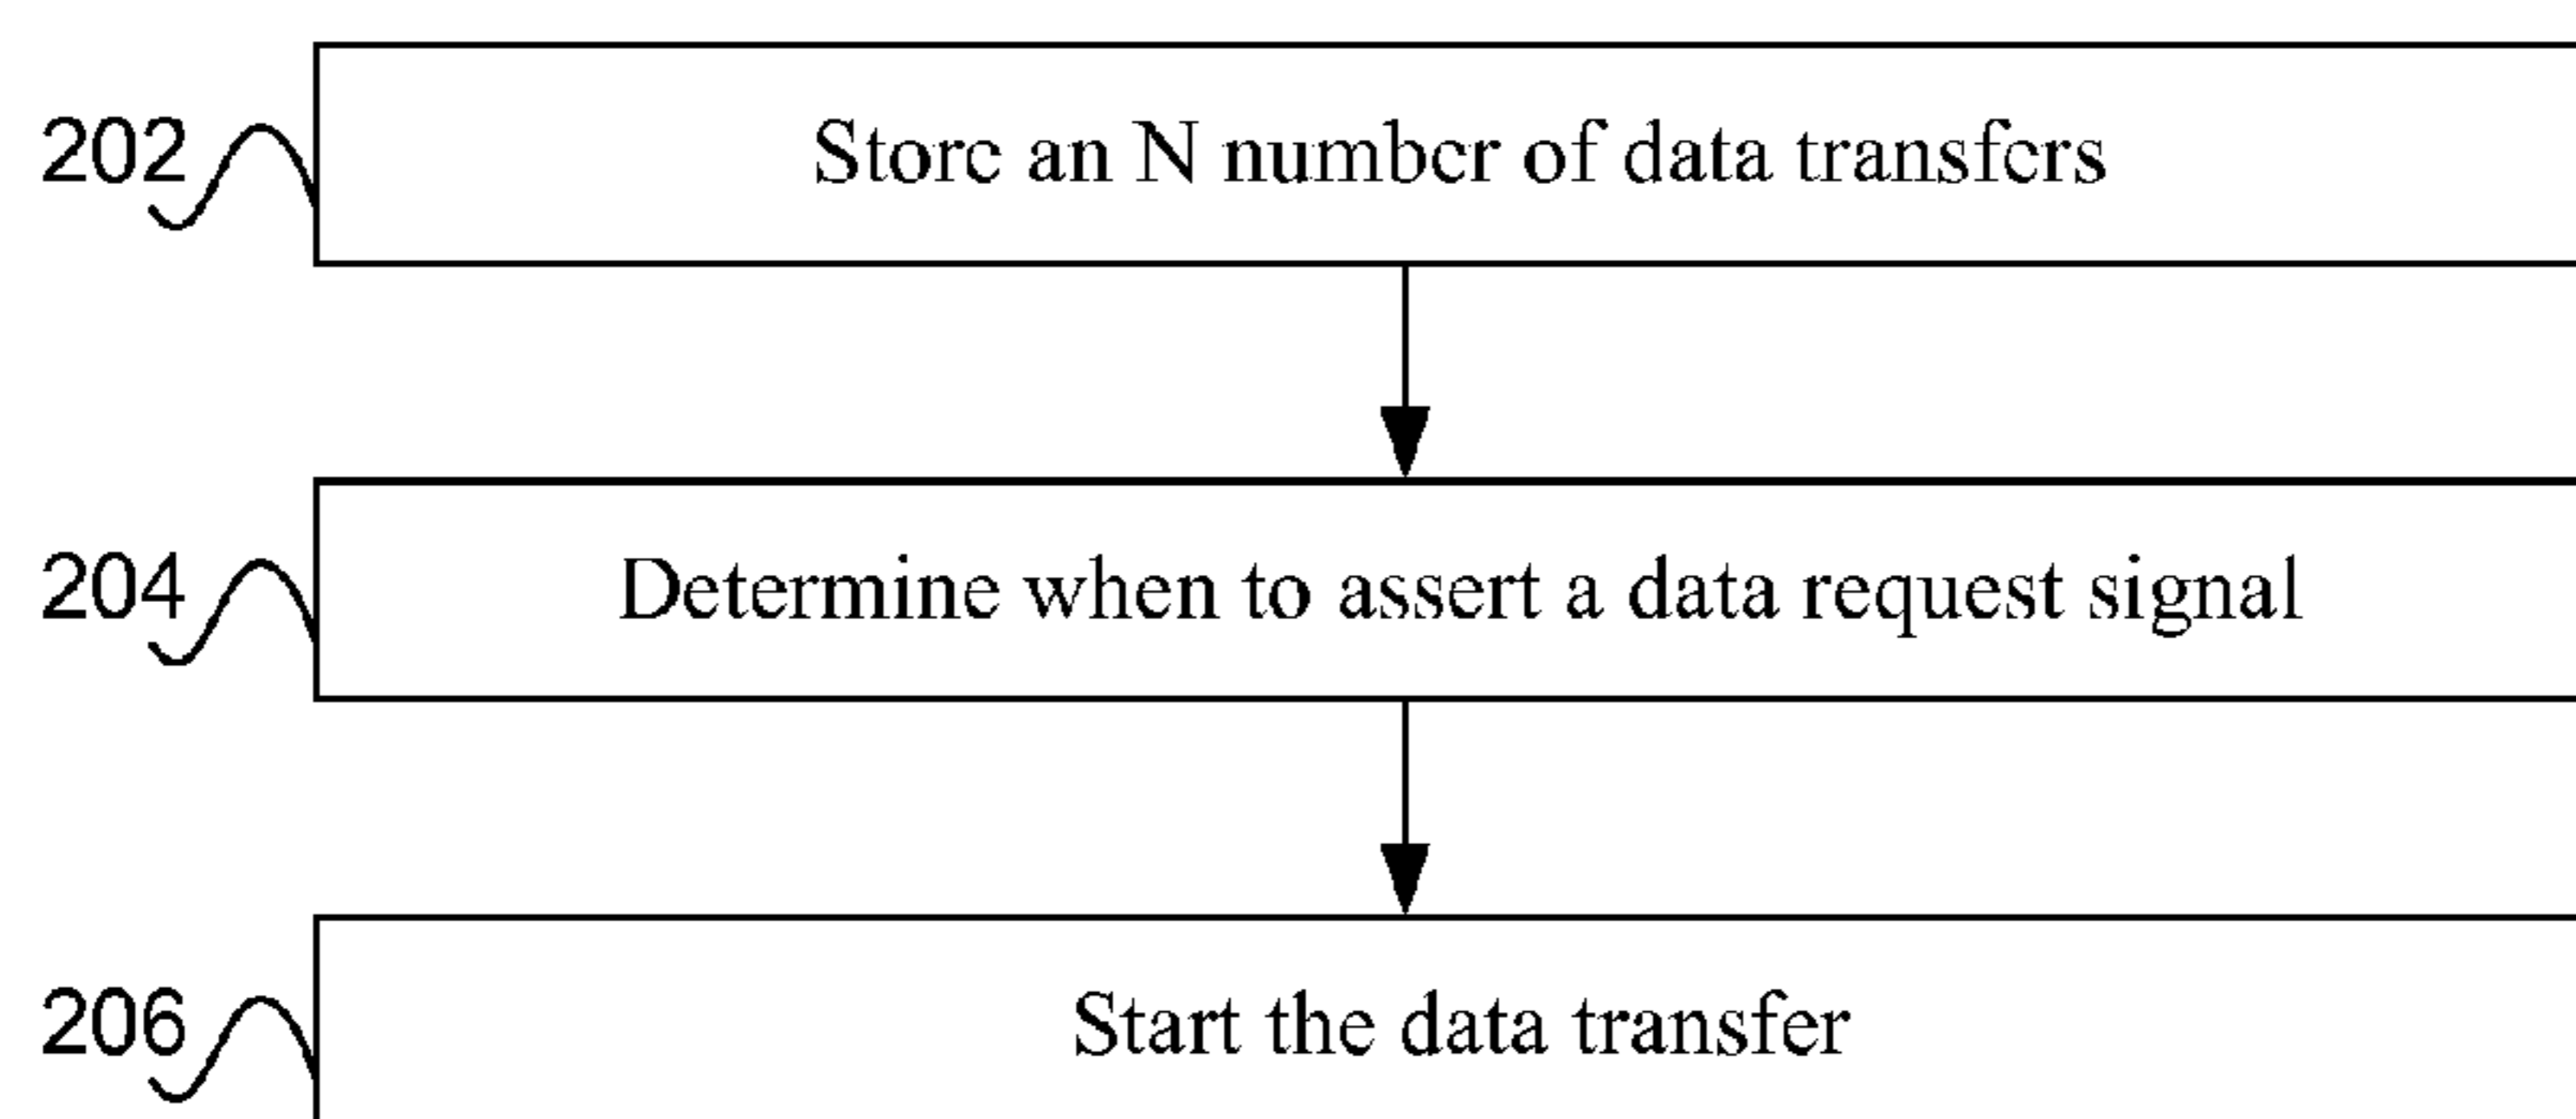 202 Store an N number of data transfers
204 Determine when to assert a data request signal
206 Start the data transfer